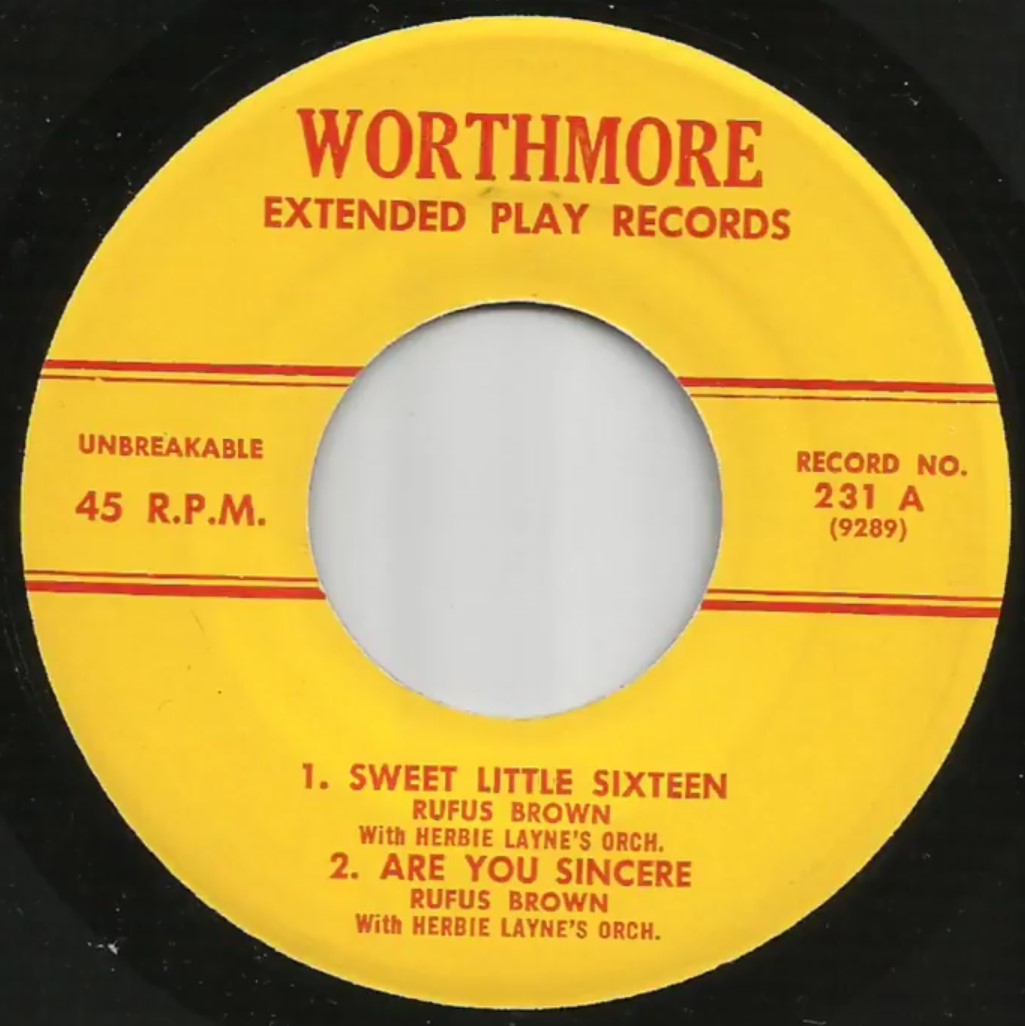 WORTHMORE
EXTENDED PLAY RECORDS
UNBREAKABLE
45 R.P.M.
RECORD NO.
231 A
(9289)
1. SWEET LITTLE SIXTEEN
RUFUS BROWN
With HERBIE LAYNE'S ORCH.
2. ARE YOU SINCERE
RUFUS BROWN
With HERBIE LAYNE'S ORCH.